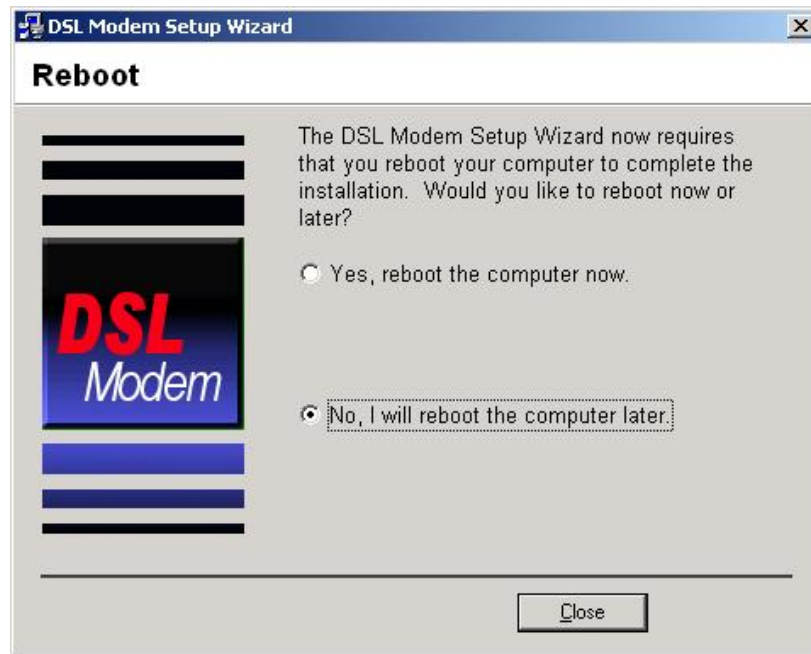 DSL Modem Setup Wizard
Reboot
The DSL Modem Setup Wizard now requires
that you reboot your computer to complete the
installation. Would you like to reboot now or
later?
Yes, reboot the computer now.
DSL
Modem
No, I will reboot the computer later.
Close